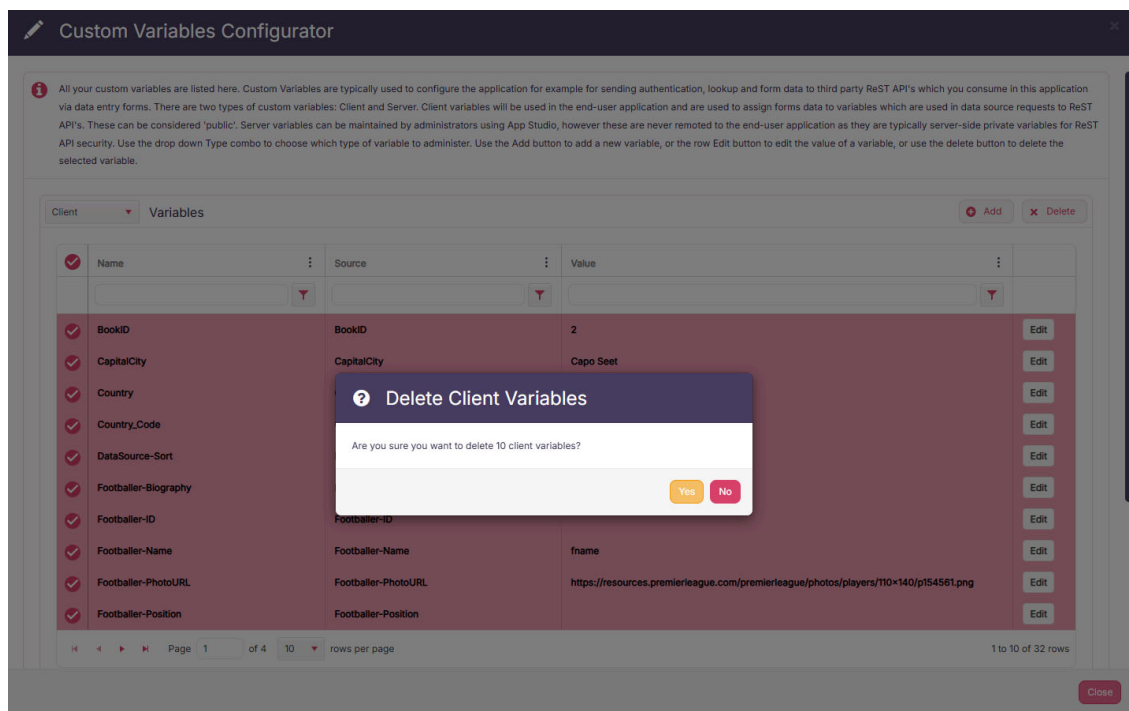 Custom Variables Configurator
All your custom variables are listed here. Custom Variables are typically used to configure the application for example for sending authentication, lookup and form data to third party ReST API's which you consume in this application
via data entry forms. There are two types of custom variables: Client and Server. Client variables will be used in the end-user application and are used to assign forms data to variables which are used in data source requests to ReST
API's. These can be considered 'public'. Server variables can be maintained by administrators using App Studio, however these are never remoted to the end-user application as they are typically server-side private variables for ReST
API security. Use the drop down Type combo to choose which type of variable to administer. Use the Add button to add a new variable, or the row Edit button to edit the value of a variable, or use the delete button to delete the
selected variable.
Client Variables Add Delete
Name Source Value
BookID BookID 2 Edit
CapitalCity CapitalCity Capo Seet Edit
Country Edit
Delete Client Variables
Country_Code Edit
Are you sure you want to delete 10 client variables?
DataSource-Sort Edit
Footballer-Biography Edit
Yes No
Footballer-ID Footballer-ID Edit
Footballer-Name Footballer-Name fname Edit
Footballer-PhotoURL Footballer-PhotoURL https://resources.premierleague.com/premierleague/photos/players/110x140/p154561.png Edit
Footballer-Position Footballer-Position Edit
Page 1 of 4 10 rows per page 1 to 10 of 32 rows
Close